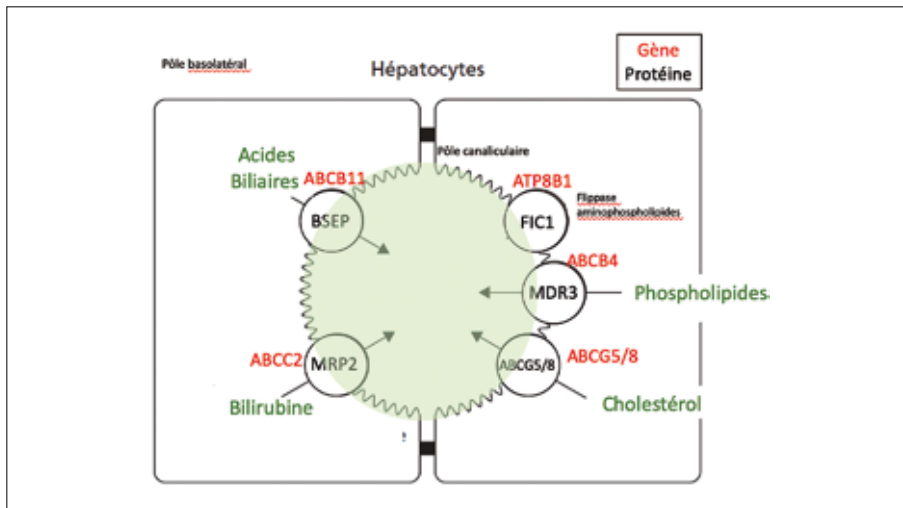 Pôle basolatéral
Hépatocytes
Gène
Protéine
Pôle canaliculaire
Acides
Biliaires
ABCB11
BSEP
ATP8B1
FIC1
Flippase
aminophospholipides
ABCB4
MDR3
Phospholipides
ABCC2
MRP2
Bilirubine
ABCG5/8
ABCG5/8
Cholestérol
!